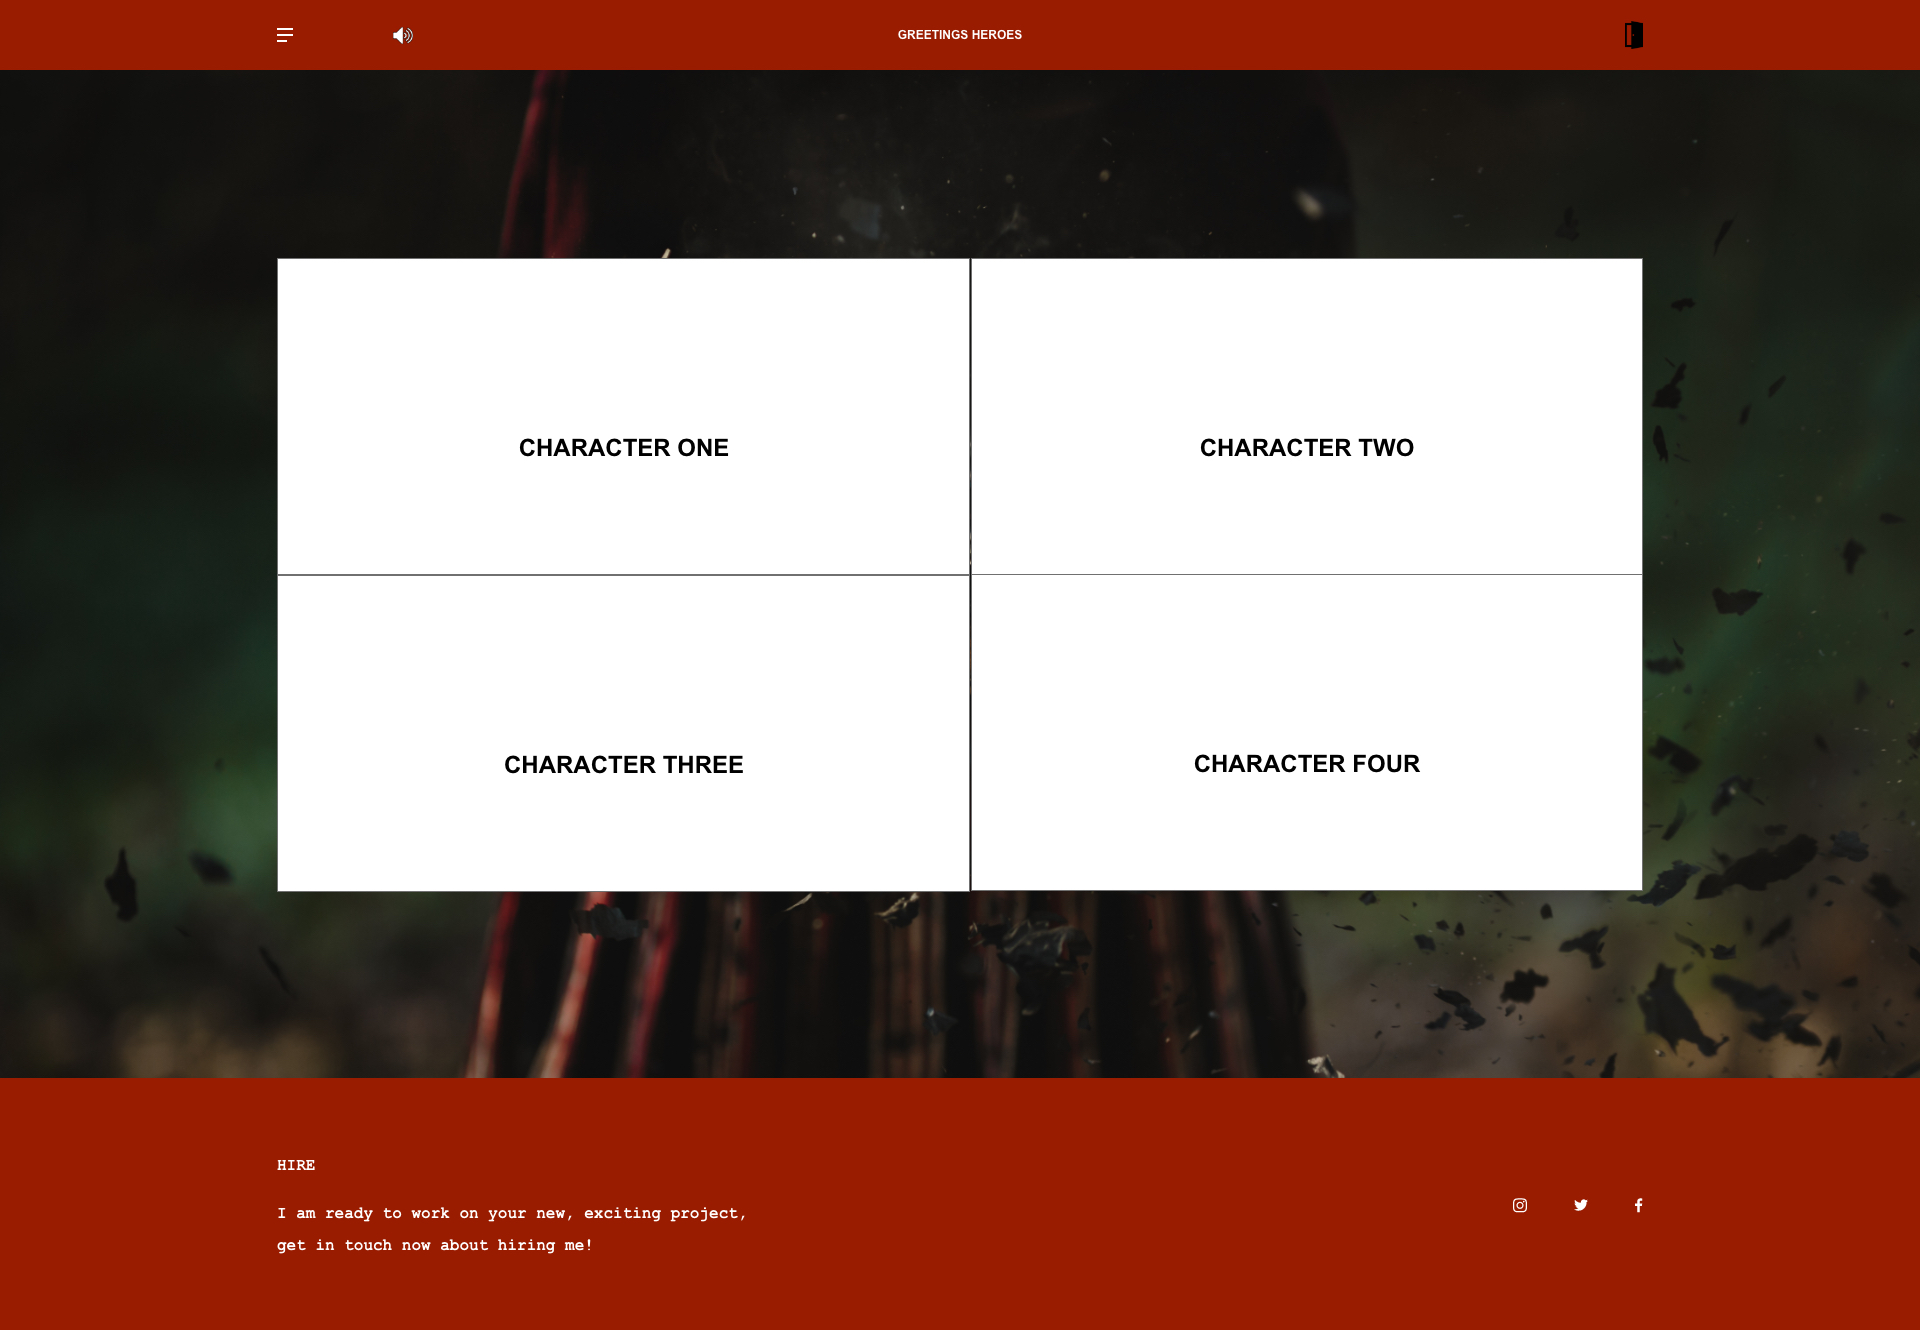 GREETINGS HEROES
CHARACTER ONE
CHARACTER TWO
CHARACTER THREE
CHARACTER FOUR
HIRE
I am ready to work on your new, exciting project,
get in touch now about hiring me!